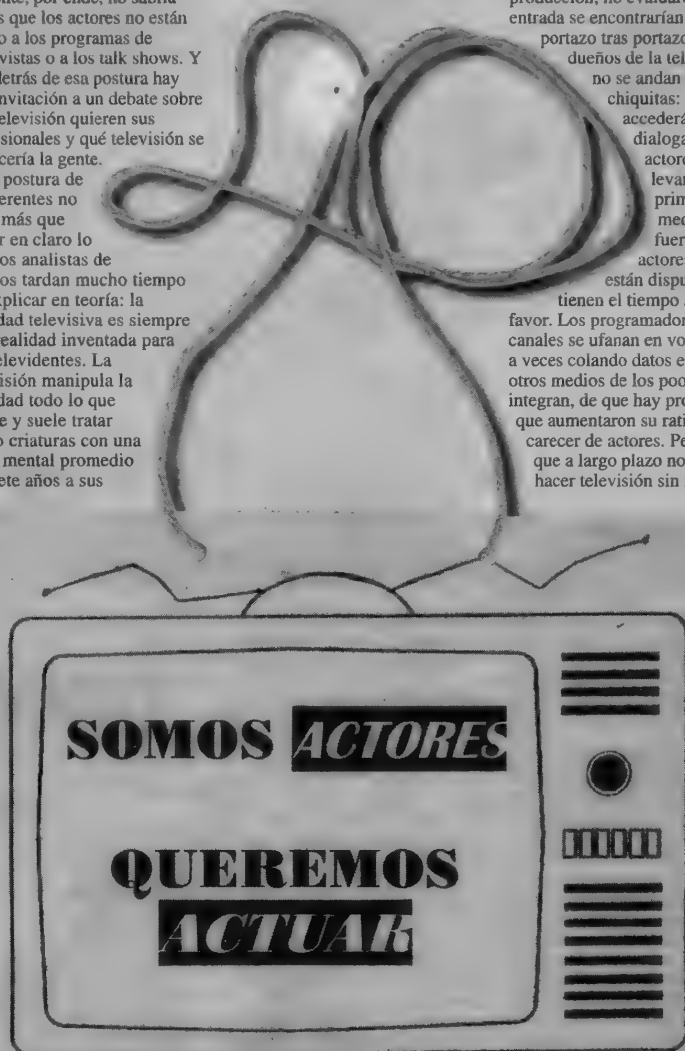 nte, por ende, no sabría
s que los actores no están
o a los programas de
vistas o a los talk shows. Y
detrás de esa postura hay
nvitación a un debate sobre
elevisión quieren sus
sionales y qué televisión se
cería la gente.
postura de
erentes no
más que
r en claro lo
os analistas de
os tardan mucho tiempo
xplicar en teoría: la
dad televisiva es siempre
ealidad inventada para
elevidentes. La
isión manipula la
dad todo lo que
e y suele tratar
o criaturas con una
mental promedio
ete años a sus
producción, no evaluaro
entrada se encontrarían
portazo tras portazo
dueños de la tel
no se andan
chiquitas:
accederá
dialoga
actore
levan
prim
med
fuer
actore
están dispu
tienen el tiempo
favor. Los programador
canales se ufanan en vo
a veces colando datos e
otros medios de los poo
integran, de que hay pro
que aumentaron su rati
carecer de actores. Pe
que a largo plazo no
hacer televisión sin
SOMOS ACTORES
QUEREMOS
ACTUAR